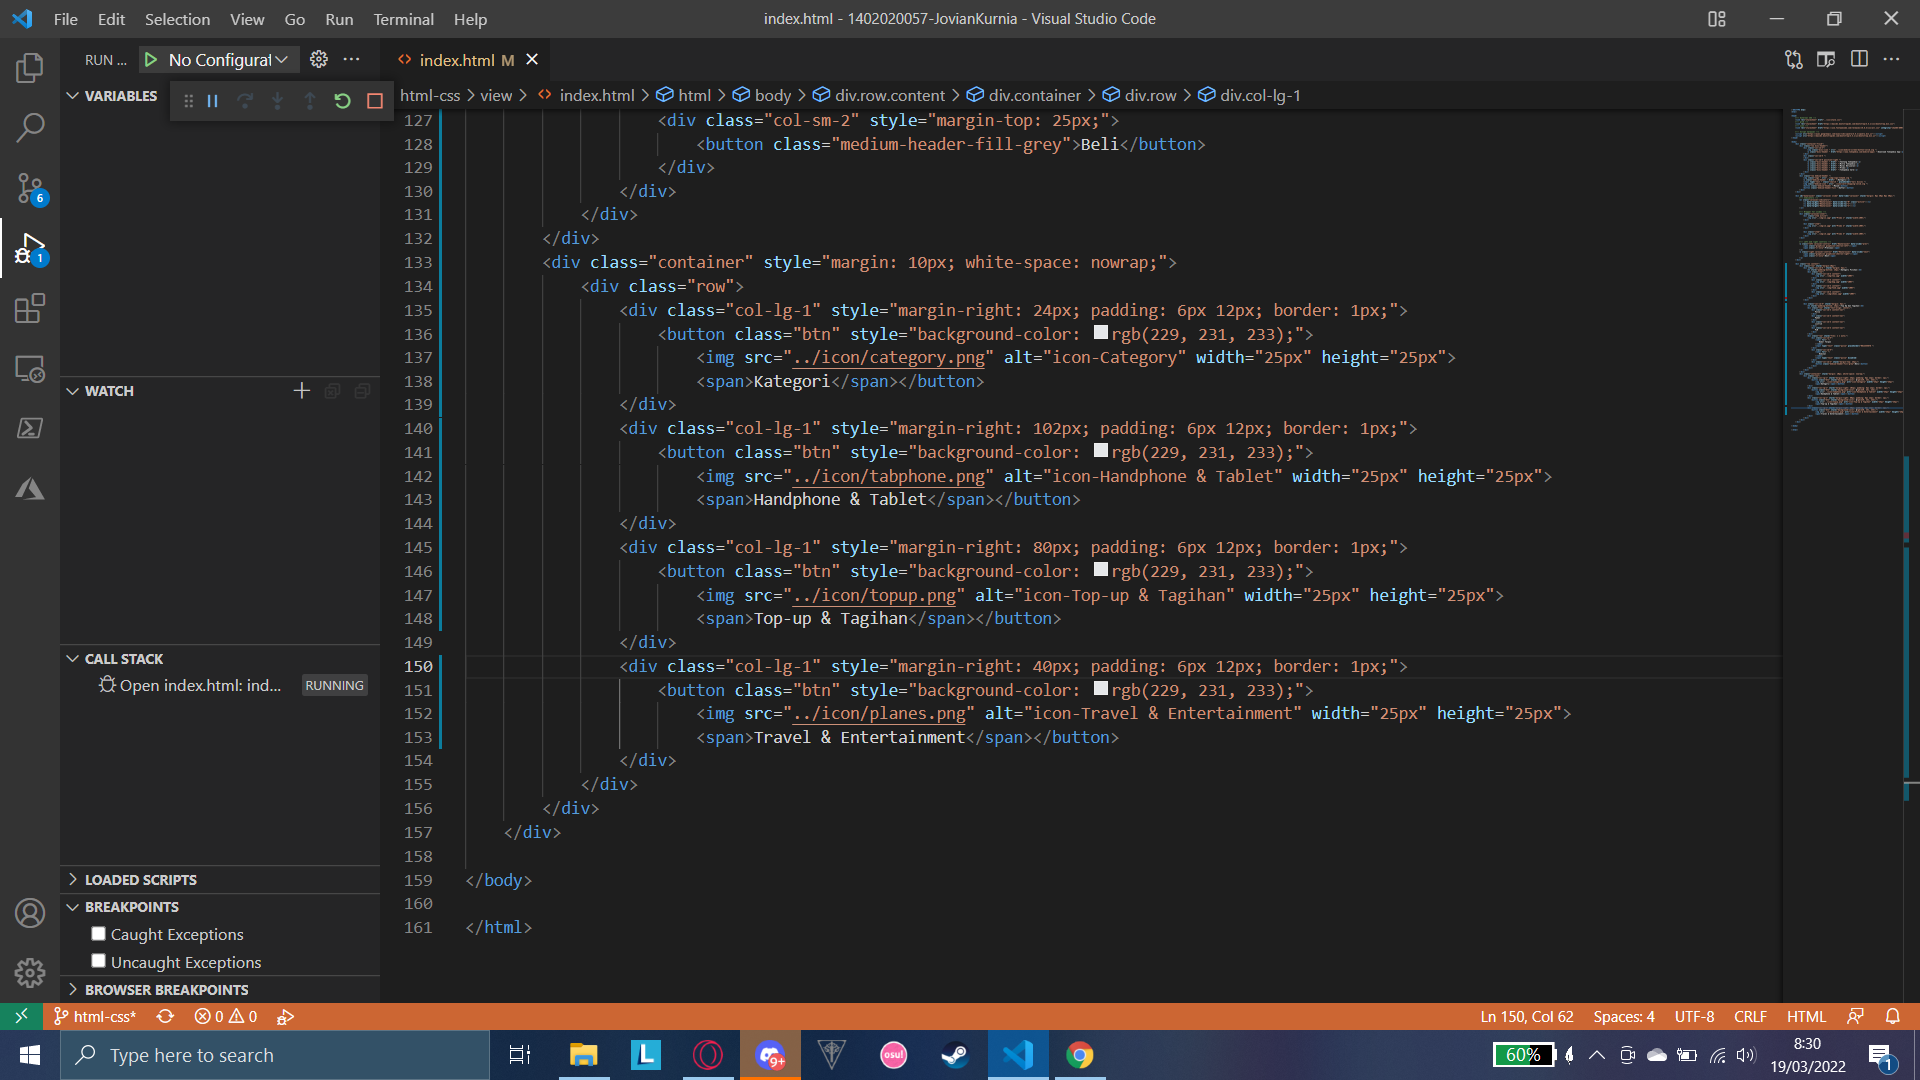 File Edit Selection View Go Run Terminal Help
index.html - 1402020057-JovianKurnia - Visual Studio Code
RUN ... No Configurat
index.html M
VARIABLES
html-css > view > index.html > html > body > div.row.content > div.container > div.row > div.col-lg-1
127 <div class="col-sm-2" style="margin-top: 25px;">
128 <button class="medium-header-fill-grey">Beli</button>
129 </div>
130 </div>
131 </div>
132 </div>
133 <div class="container" style="margin: 10px; white-space: nowrap;">
134 <div class="row">
135 <div class="col-lg-1" style="margin-right: 24px; padding: 6px 12px; border: 1px;">
136 <button class="btn" style="background-color: rgb(229, 231, 233);">
137 <img src="../icon/category.png" alt="icon-Category" width="25px" height="25px">
138 <span>Kategori</span></button>
139 </div>
140 <div class="col-lg-1" style="margin-right: 102px; padding: 6px 12px; border: 1px;">
141 <button class="btn" style="background-color: rgb(229, 231, 233);">
142 <img src="../icon/tabphone.png" alt="icon-Handphone & Tablet" width="25px" height="25px">
143 <span>Handphone & Tablet</span></button>
144 </div>
145 <div class="col-lg-1" style="margin-right: 80px; padding: 6px 12px; border: 1px;">
146 <button class="btn" style="background-color: rgb(229, 231, 233);">
147 <img src="../icon/topup.png" alt="icon-Top-up & Tagihan" width="25px" height="25px">
148 <span>Top-up & Tagihan</span></button>
149 </div>
150 <div class="col-lg-1" style="margin-right: 40px; padding: 6px 12px; border: 1px;">
151 <button class="btn" style="background-color: rgb(229, 231, 233);">
152 <img src="../icon/planes.png" alt="icon-Travel & Entertainment" width="25px" height="25px">
153 <span>Travel & Entertainment</span></button>
154 </div>
155 </div>
156 </div>
157 </div>
158
159 </body>
160
161 </html>
6
1
WATCH
CALL STACK
Open index.html: ind... RUNNING
LOADED SCRIPTS
BREAKPOINTS
Caught Exceptions
Uncaught Exceptions
BROWSER BREAKPOINTS
html-css* 0 0 Ln 150, Col 62 Spaces: 4 UTF-8 CRLF HTML
Type here to search
L
9+
osu!
60%
8:30
19/03/2022
1